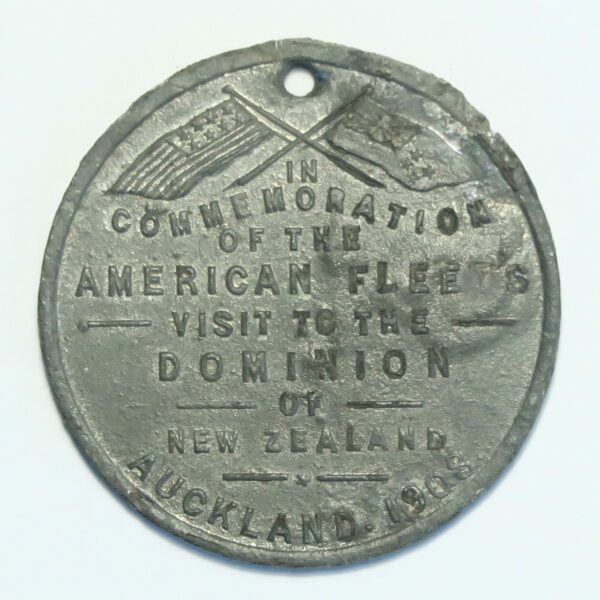 IN
COMMEMORATION
OF THE
AMERICAN FLEET'S
VISIT TO THE
DOMINION
OF
NEW ZEALAND
AUCKLAND. 1908.